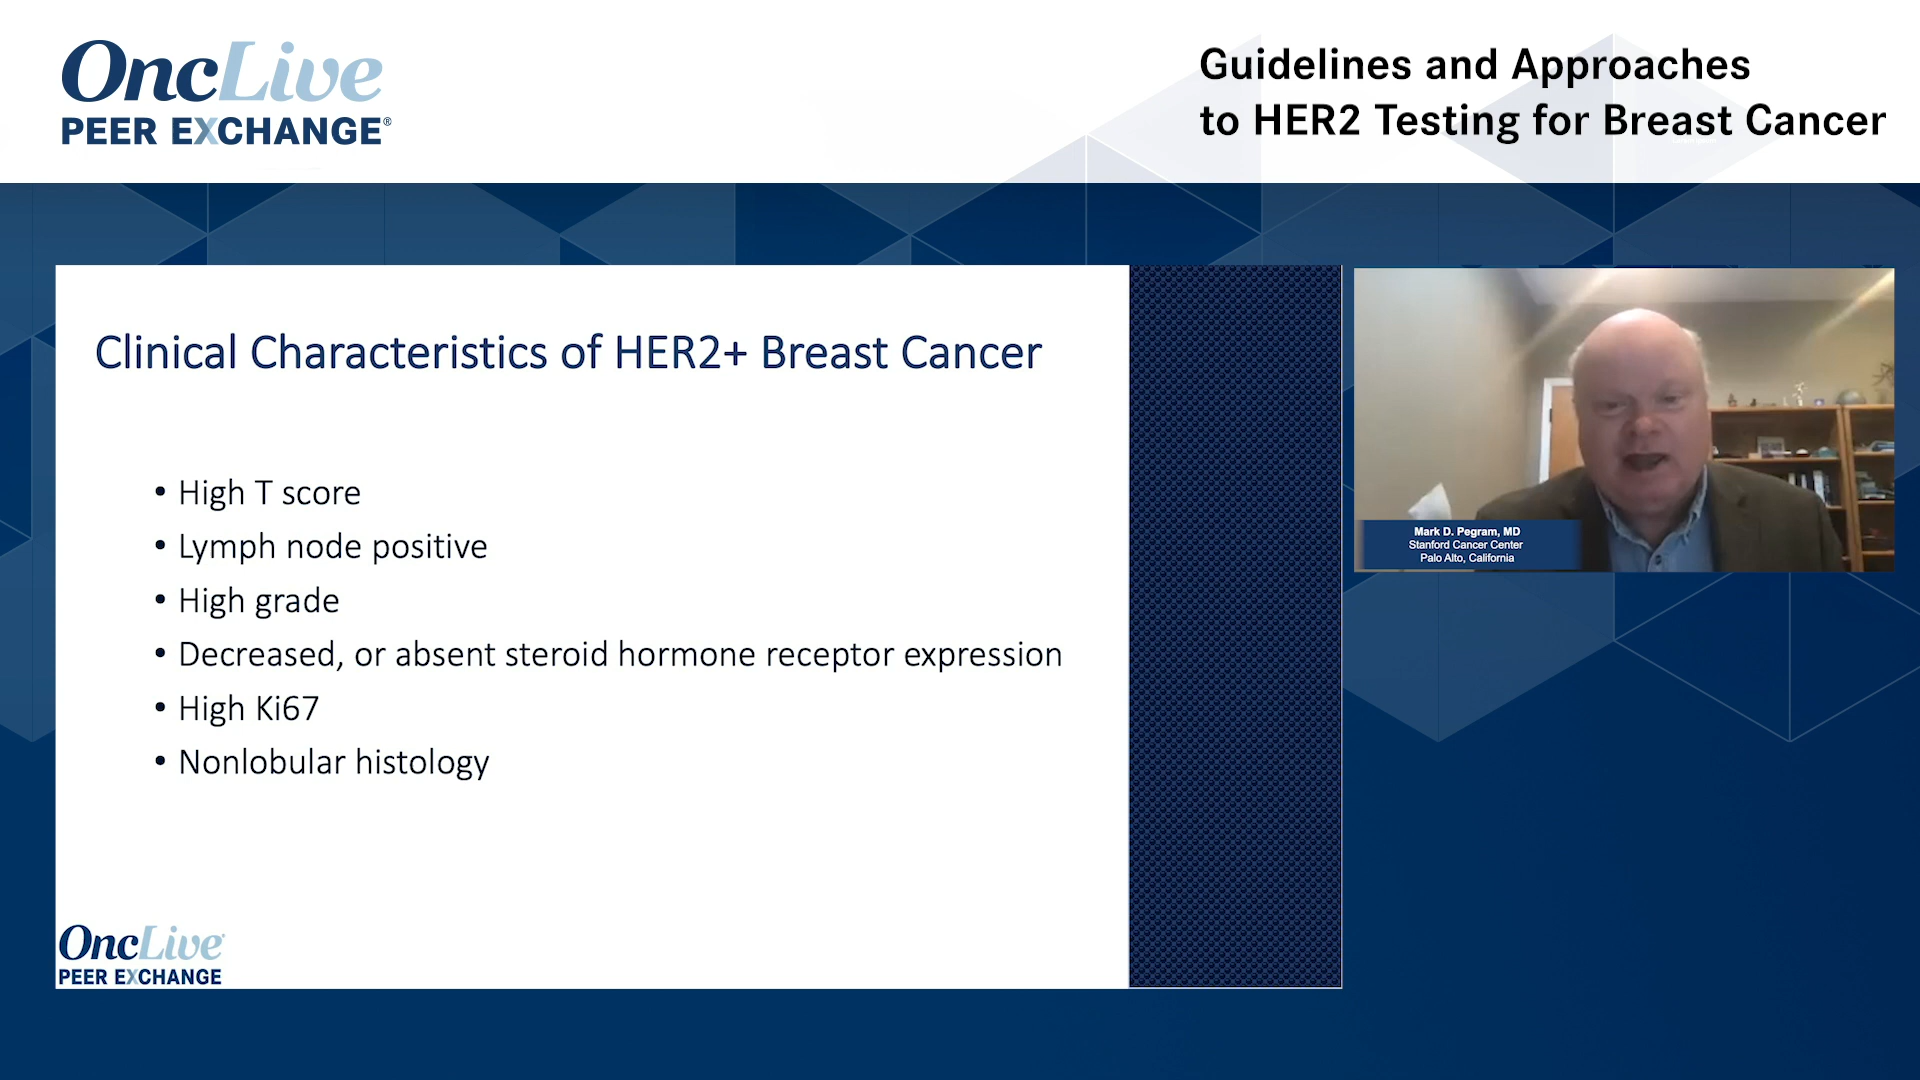 OncLive
PEER EXCHANGE®
Guidelines and Approaches
to HER2 Testing for Breast Cancer
Clinical Characteristics of HER2+ Breast Cancer
• High T score
• Lymph node positive
• High grade
• Decreased, or absent steroid hormone receptor expression
• High Ki67
• Nonlobular histology
Mark D. Pegram, MD
Stanford Cancer Center
Palo Alto, California
OncLive
PEER EXCHANGE